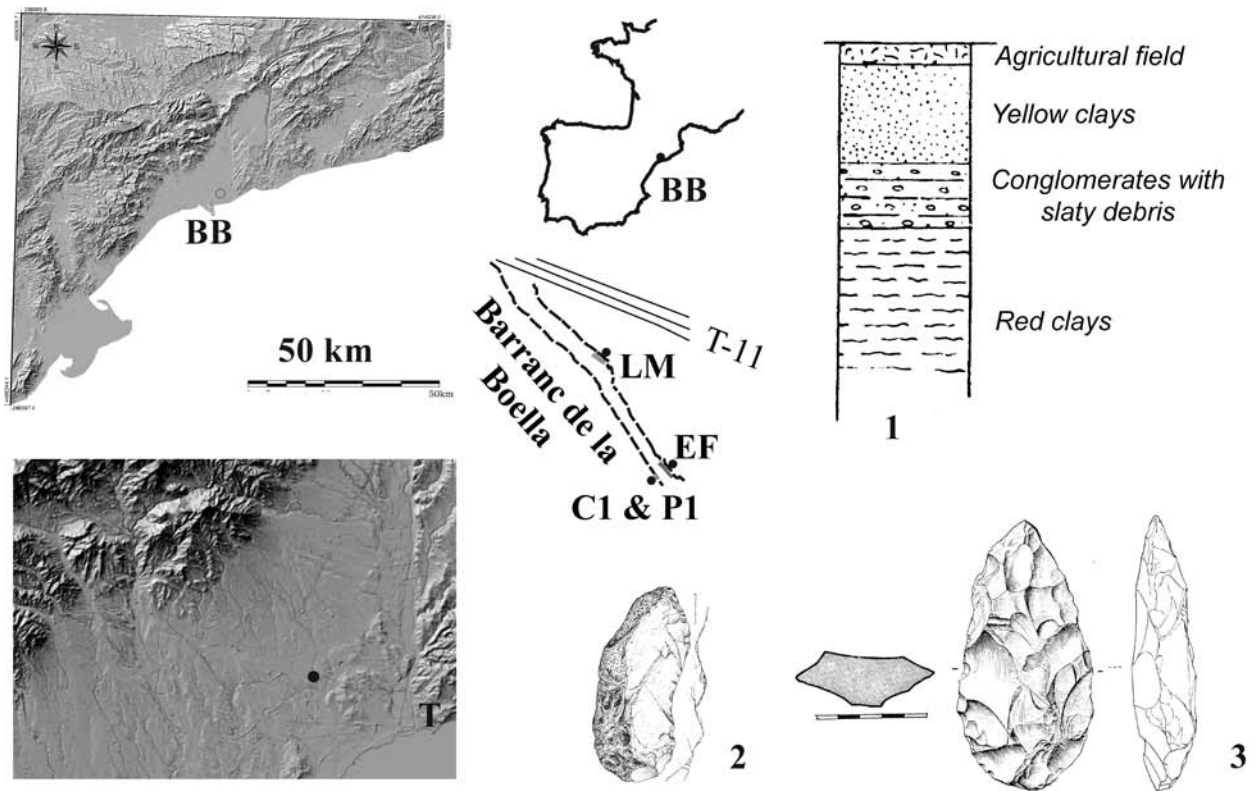 N
W
E
S
BB
50 km
50km
BB
Barranc de la
Boella
T-11
LM
EF
C1 & P1
Agricultural field
Yellow clays
Conglomerates with
slaty debris
Red clays
1
T
2
3